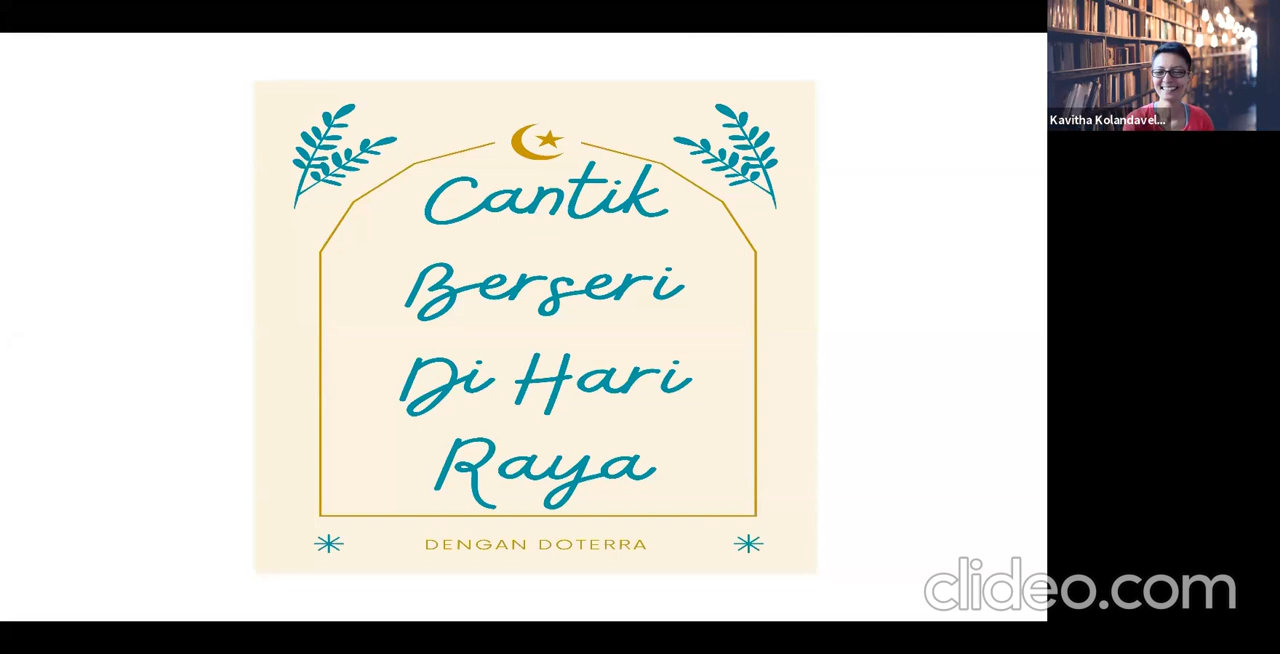 Kavitha Kolandavel...
Cantik
Berseri
Di Hari
Raya
DENGAN DOTERRA
clideo.com